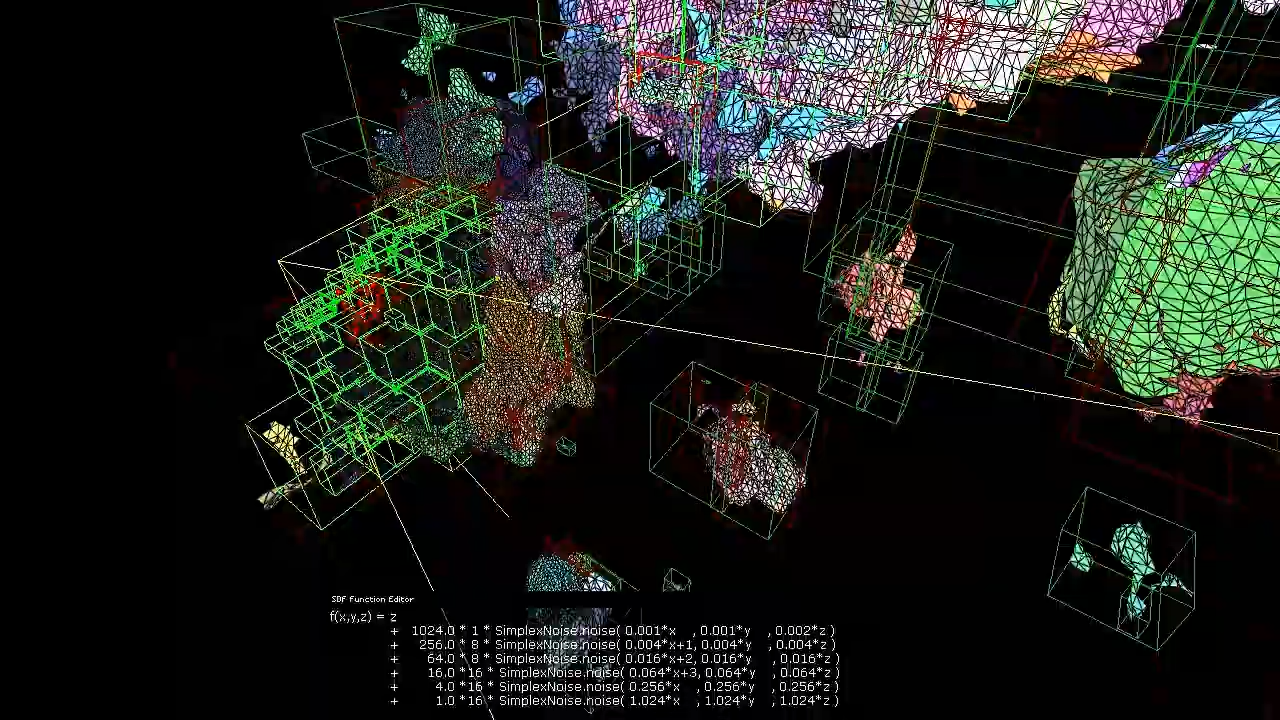 SDF Function Editor
f(x,y,z) = z
+ 1024.0 * 1 * SimplexNoise.noise( 0.001*x , 0.001*y , 0.002*z )
+ 256.0 * 8 * SimplexNoise.noise( 0.004*x+1, 0.004*y , 0.004*z )
+ 64.0 * 8 * SimplexNoise.noise( 0.016*x+2, 0.016*y , 0.016*z )
+ 16.0 *16 * SimplexNoise.noise( 0.064*x+3, 0.064*y , 0.064*z )
+ 4.0 *16 * SimplexNoise.noise( 0.256*x , 0.256*y , 0.256*z )
+ 1.0 *16 * SimplexNoise.noise( 1.024*x , 1.024*y , 1.024*z )